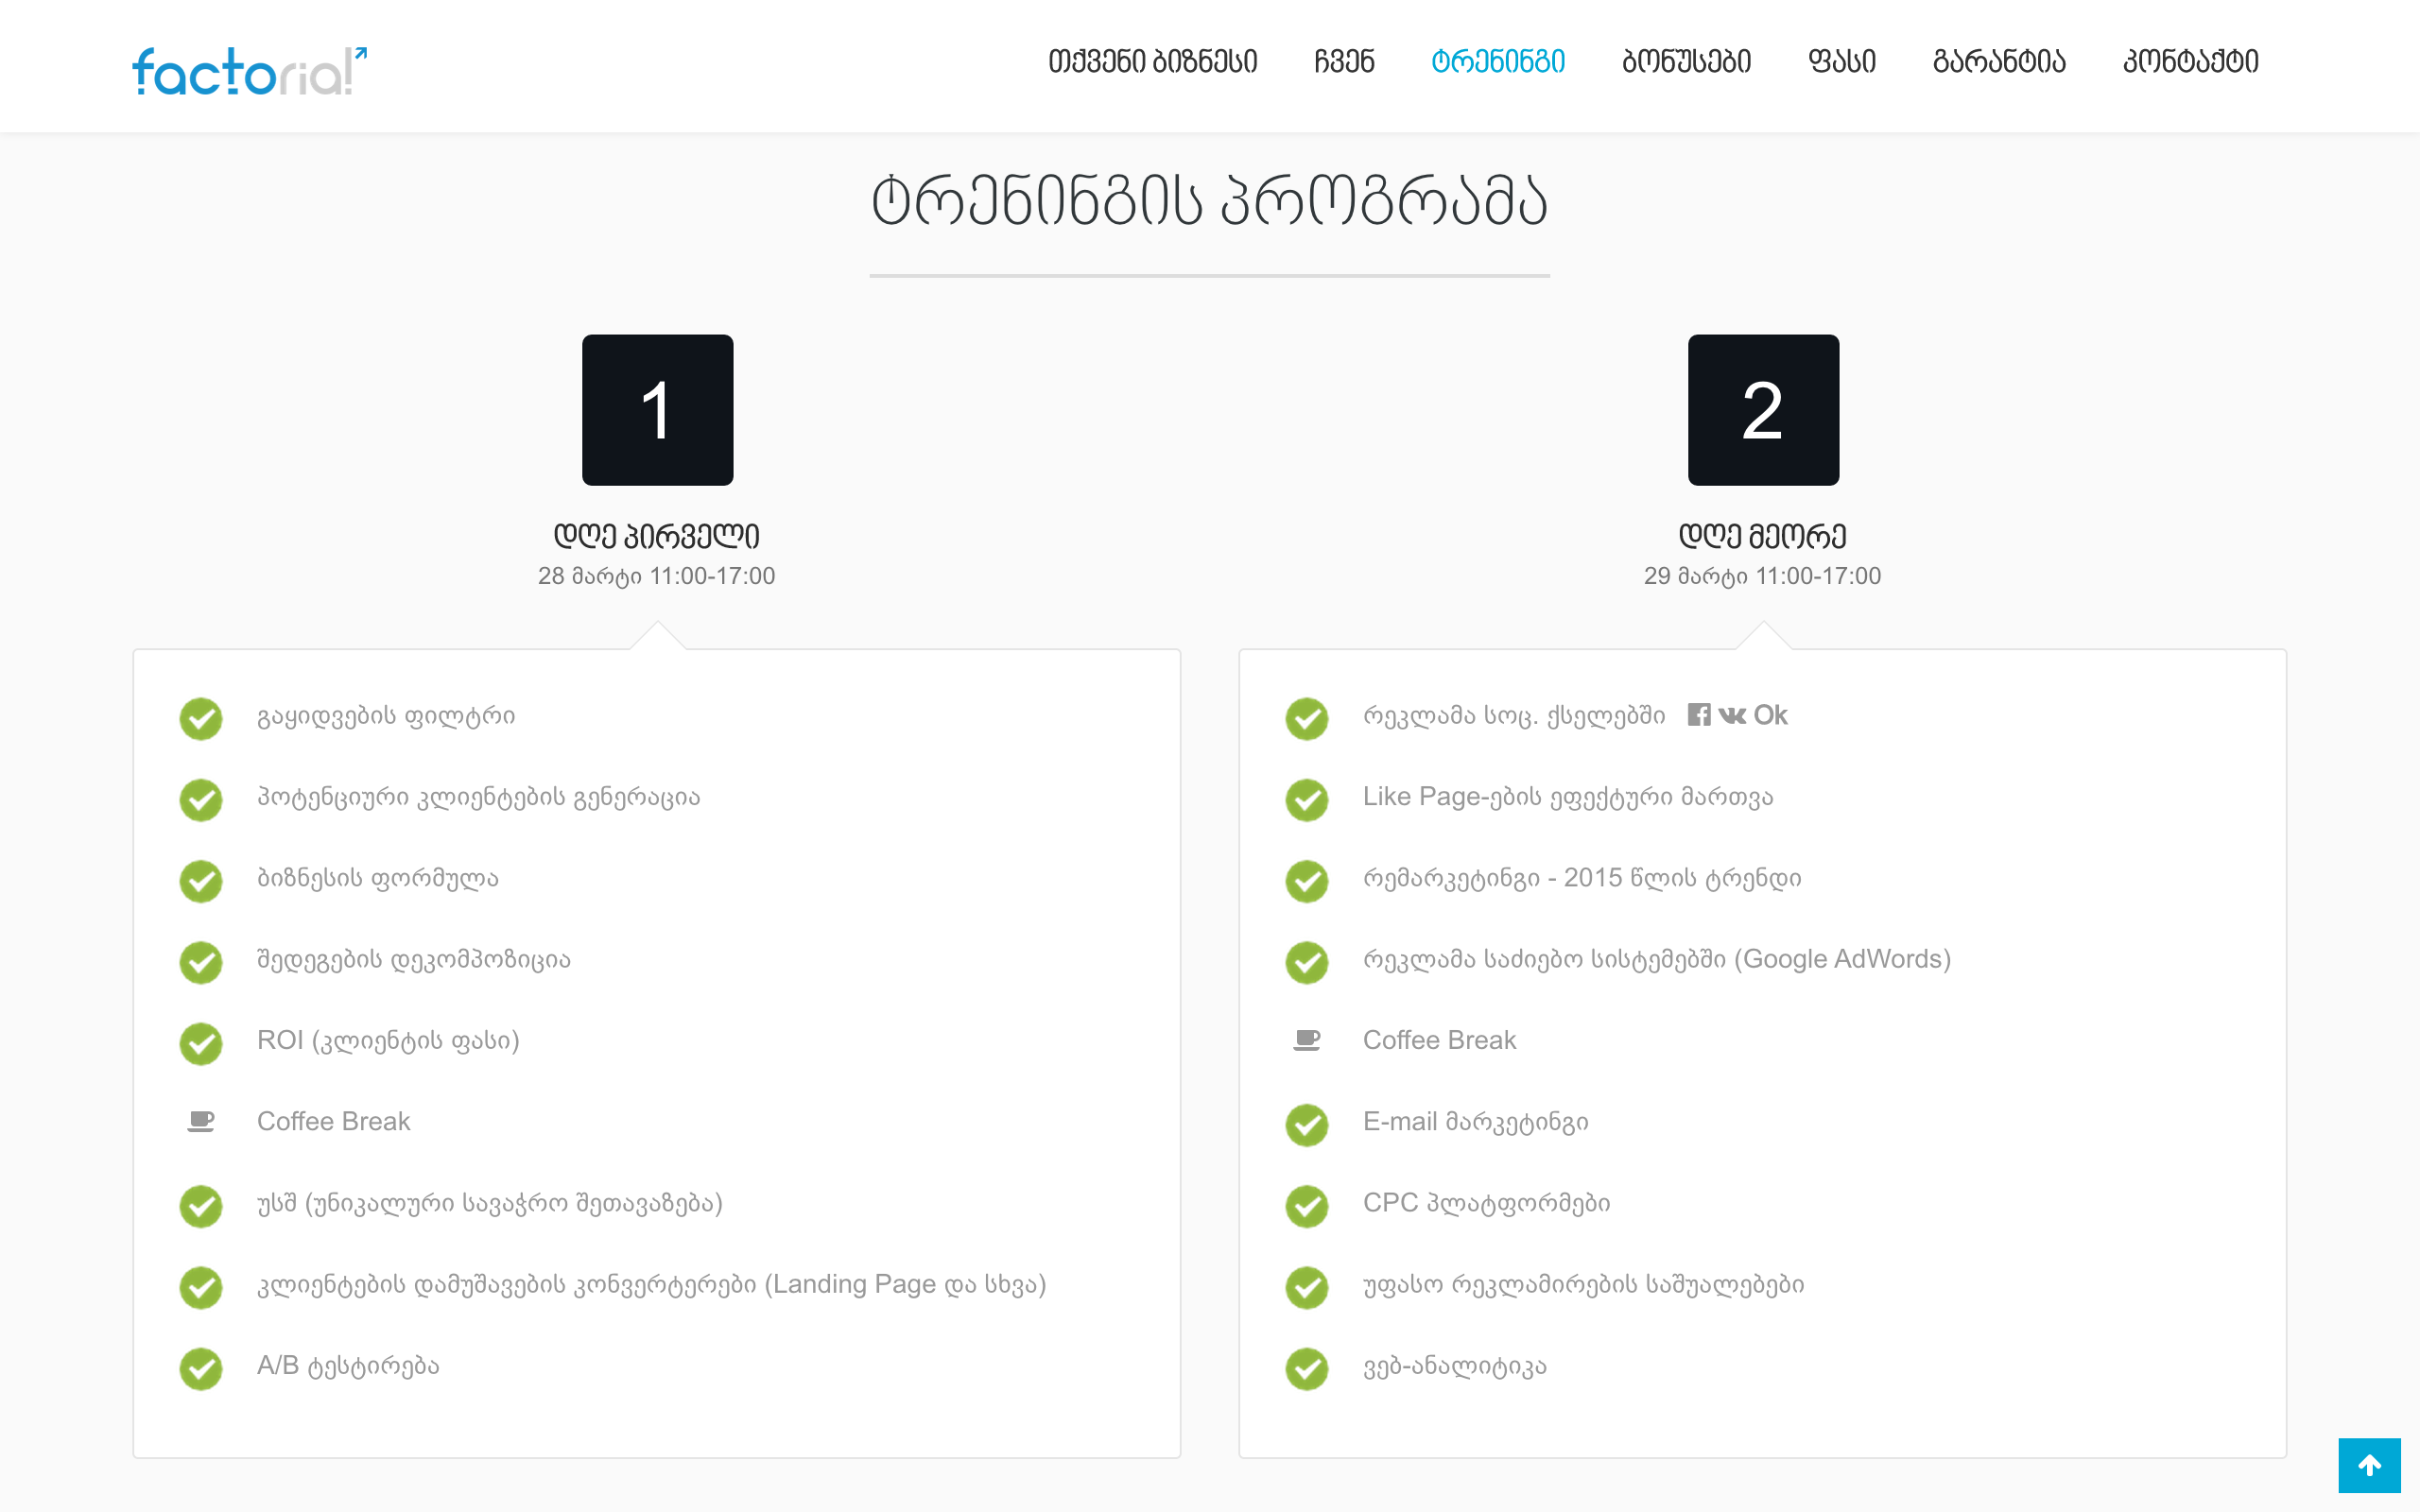 factorial
თქვენი ბიზნესი ჩვენ ტრენინგი ბონუსები ფასი გარანტია კონტაქტი
ტრენინგის პროგრამა
1
დღე პირველი
28 მარტი 11:00-17:00
გაყიდვების ფილტრი
პოტენციური კლიენტების გენერაცია
ბიზნესის ფორმულა
შედეგების დეკომპოზიცია
ROI (კლიენტის ფასი)
Coffee Break
უსშ (უნიკალური სავაჭრო შეთავაზება)
კლიენტების დამუშავების კონვერტერები (Landing Page და სხვა)
A/B ტესტირება
2
დღე მეორე
29 მარტი 11:00-17:00
რეკლამა სოც. ქსელებში Ok
Like Page-ების ეფექტური მართვა
რემარკეტინგი - 2015 წლის ტრენდი
რეკლამა საძიებო სისტემებში (Google AdWords)
Coffee Break
E-mail მარკეტინგი
CPC პლატფორმები
უფასო რეკლამირების საშუალებები
ვებ-ანალიტიკა